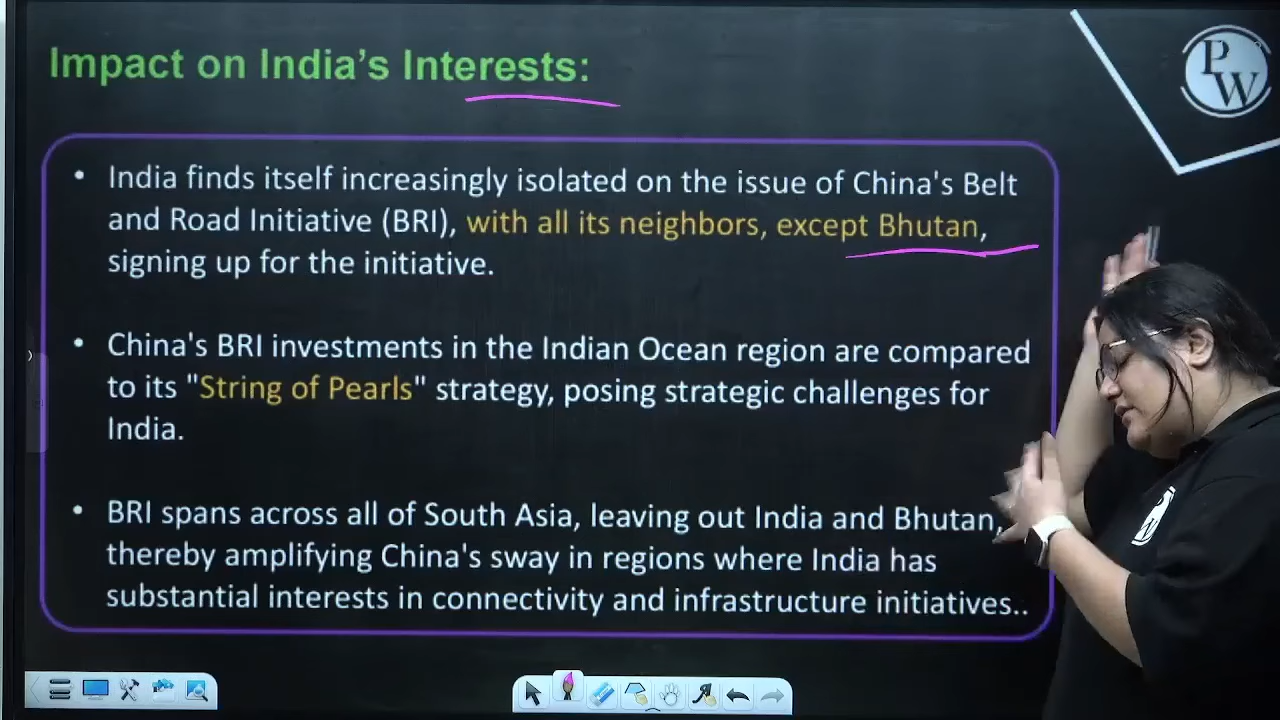 Impact on India's Interests:
PW
• India finds itself increasingly isolated on the issue of China's Belt
and Road Initiative (BRI), with all its neighbors, except Bhutan,
signing up for the initiative.
• China's BRI investments in the Indian Ocean region are compared
to its "String of Pearls" strategy, posing strategic challenges for
India.
• BRI spans across all of South Asia, leaving out India and Bhutan,
thereby amplifying China's sway in regions where India has
substantial interests in connectivity and infrastructure initiatives..
W